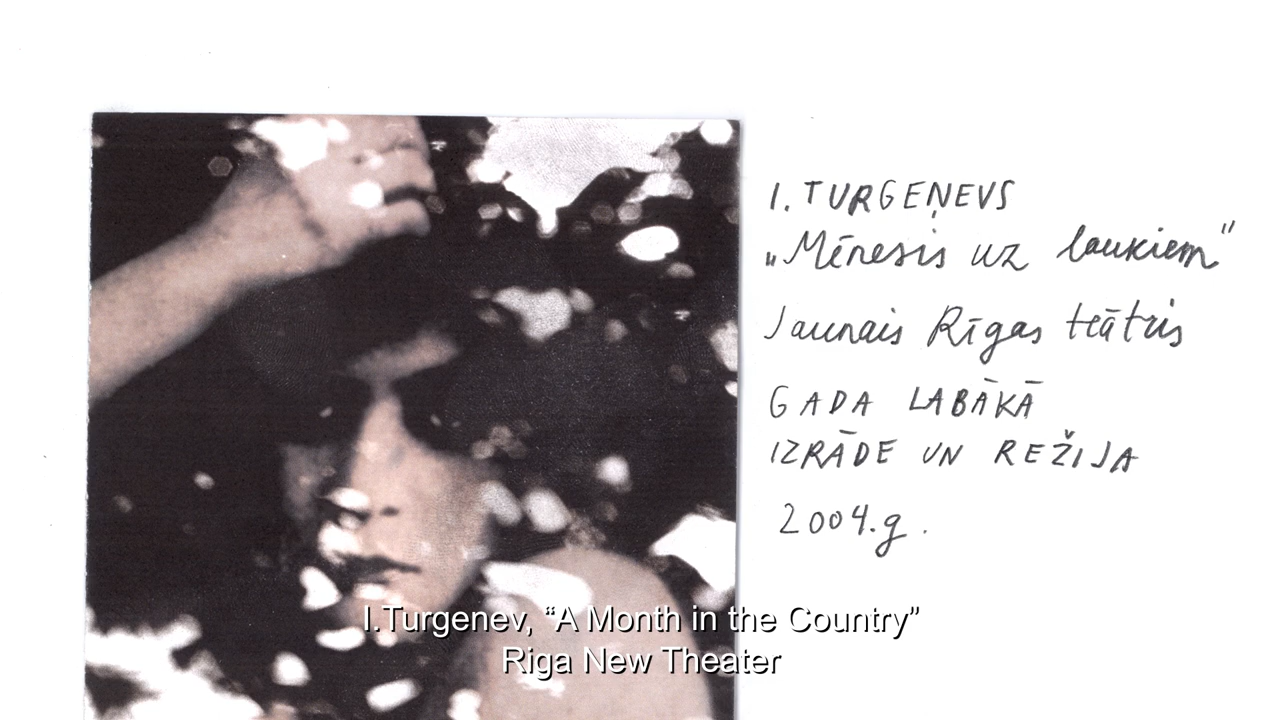 I. TURGEŅEVS
„Mēnesis uz laukiem"
Jaunais Rīgas teātris
GADA LABĀKĀ
IZRĀDE UN REŽIJA
2004.g.
I.Turgenev, “A Month in the Country”
Riga New Theater